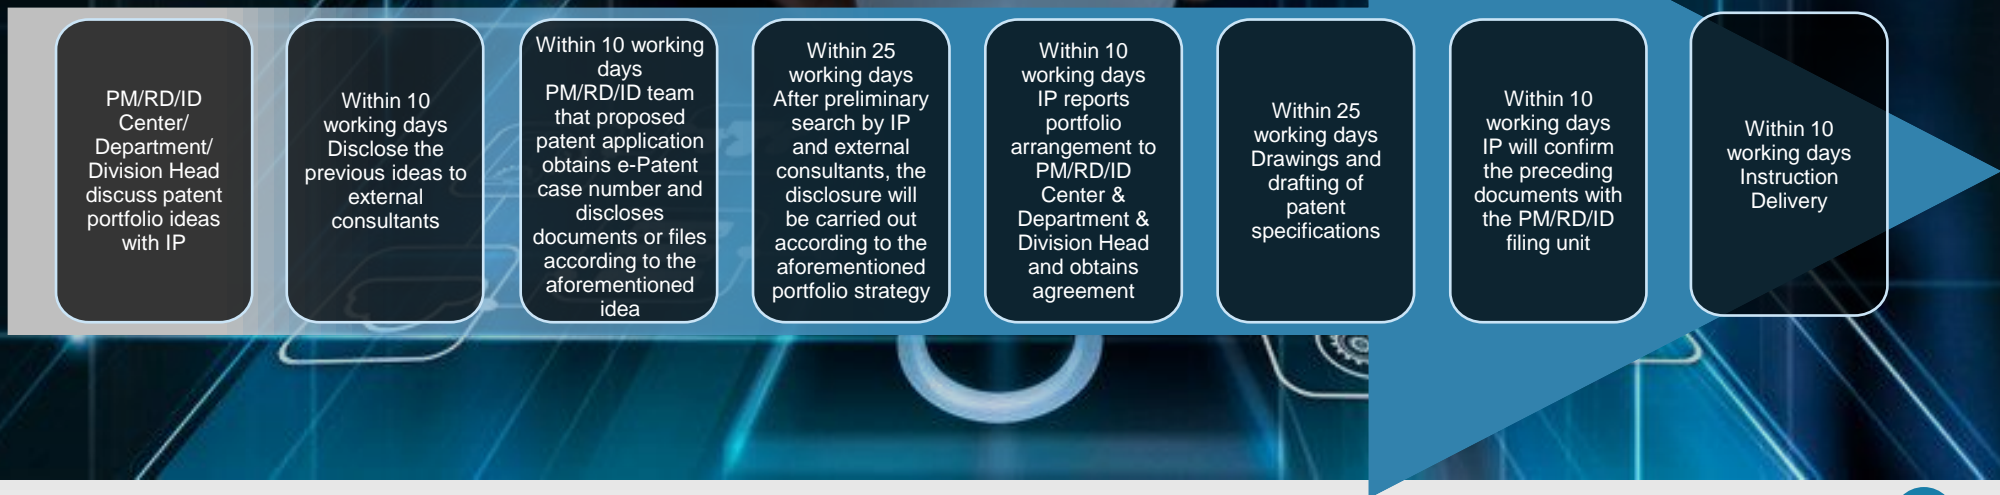 PM/RD/ID
Center/
Department/
Division Head
discuss patent
portfolio ideas
with IP
Within 10
working days
Disclose the
previous ideas to
external
consultants
Within 10 working
days
PM/RD/ID team
that proposed
patent application
obtains e-Patent
case number and
discloses
documents or files
according to the
aforementioned
idea
Within 25
working days
After preliminary
search by IP
and external
consultants, the
disclosure will
be carried out
according to the
aforementioned
portfolio strategy
Within 10
working days
IP reports
portfolio
arrangement to
PM/RD/ID
Center &
Department &
Division Head
and obtains
agreement
Within 25
working days
Drawings and
drafting of
patent
specifications
Within 10
working days
IP will confirm
the preceding
documents with
the PM/RD/ID
filing unit
Within 10
working days
Instruction
Delivery